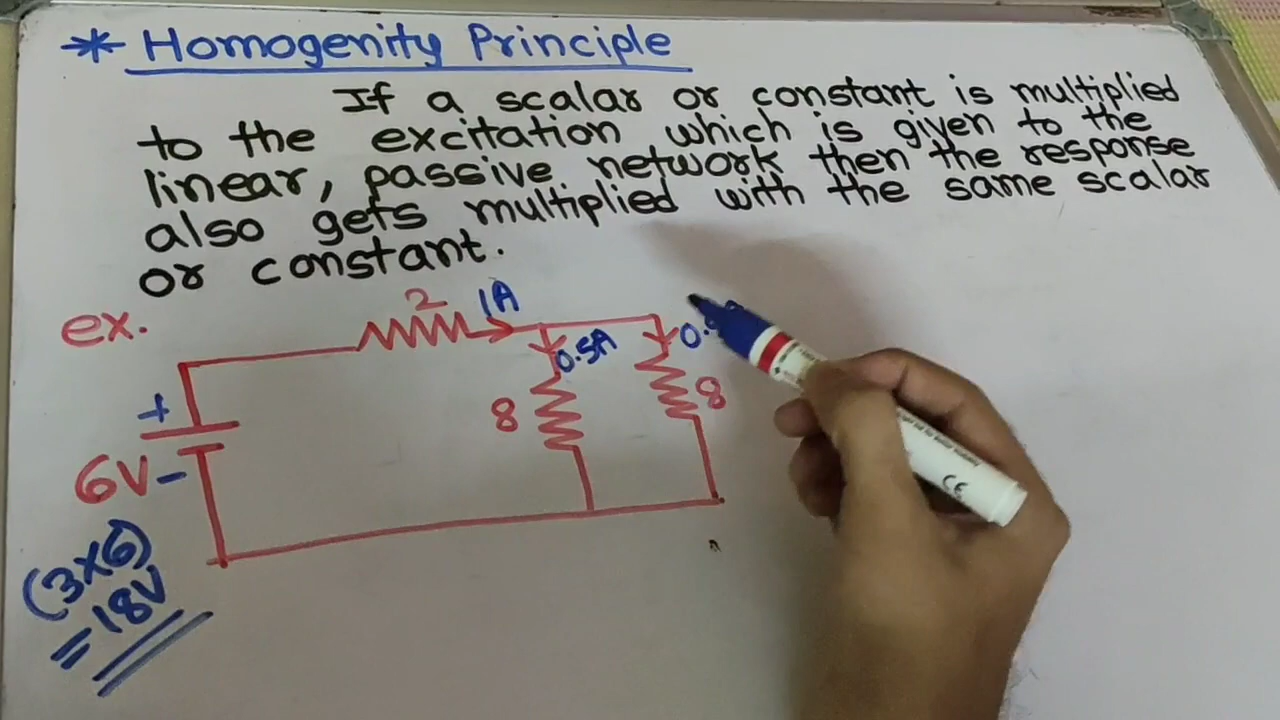 * Homogenity Principle
If a scalar or constant is multiplied
to the excitation which is given to the
linear, passive network then the response
also gets multiplied with the same scalar
or constant.
ex.
2
1A
0.5A
8
8
+
6V
-
(3X6)
= 18V
CE